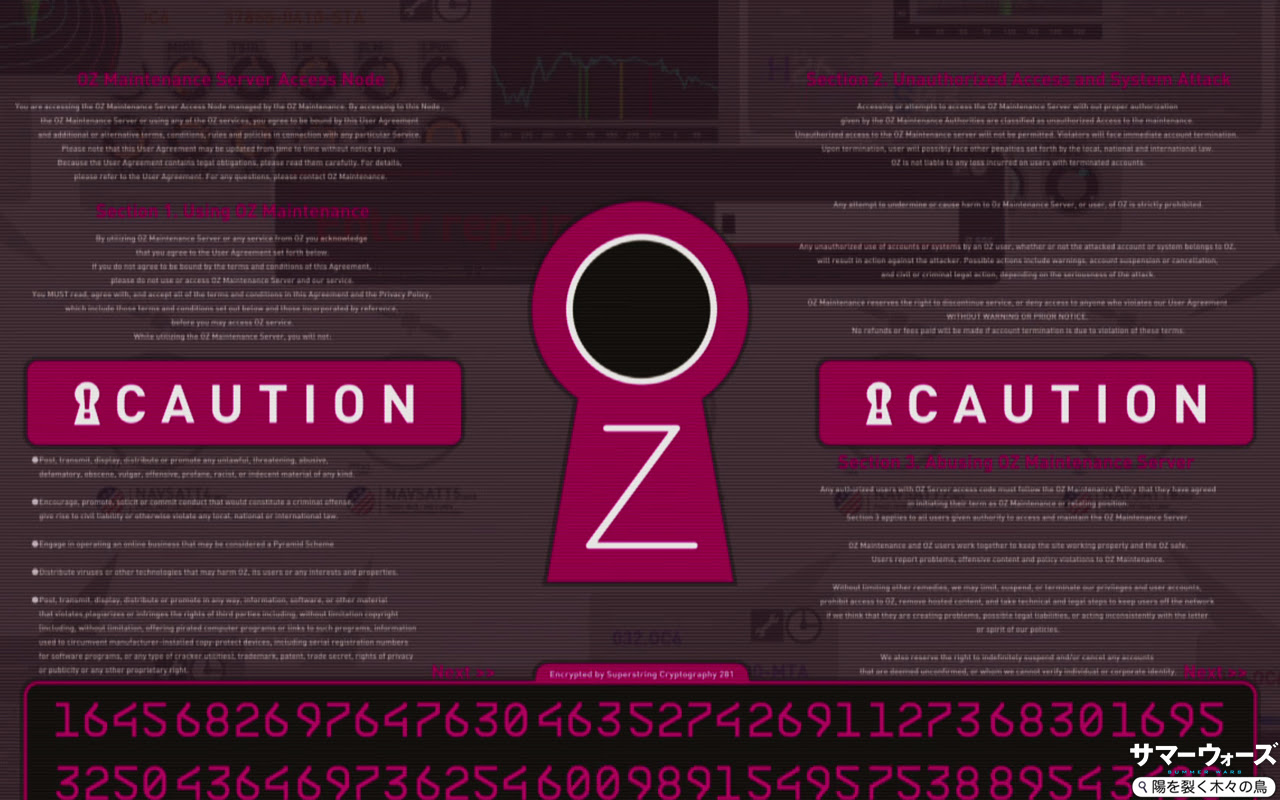 OZ Maintenance Server Access Node
You are accessing the OZ Maintenance Server Access Node managed by the OZ Maintenance. By accessing to this Node,
the OZ Maintenance Server or using any of the OZ services, you agree to be bound by this User Agreement
and additional or alternative terms, conditions, rules and policies in connection with any particular Service.
Please note that this User Agreement may be updated from time to time without notice to you.
Because the User Agreement contains legal obligations, please read them carefully. For details,
please refer to the User Agreement. For any questions, please contact OZ Maintenance.
Section 1. Using OZ Maintenance
By utilizing OZ Maintenance Server or any service from OZ you acknowledge
that you agree to the User Agreement set forth below.
If you do not agree to be bound by the terms and conditions of this Agreement,
please do not use or access OZ Maintenance Server and our service.
You MUST read, agree with, and accept all of the terms and conditions in this Agreement and the Privacy Policy,
which include those terms and conditions set out below and those incorporated by reference,
before you may access OZ service.
While utilizing the OZ Maintenance Server, you will not:
CAUTION
●Post, transmit, display, distribute or promote any unlawful, threatening, abusive,
defamatory, obscene, vulgar, offensive, profane, racist, or indecent material of any kind.
●Encourage, promote, solicit or commit conduct that would constitute a criminal offense,
give rise to civil liability or otherwise violate any local, national or international law.
●Engage in operating an online business that may be considered a Pyramid Scheme
●Distribute viruses or other technologies that may harm OZ, its users or any interests and properties.
●Post, transmit, display, distribute or promote in any way, information, software, or other material
that violates,plagiarizes or infringes the rights of third parties including, without limitation copyright
(including, without limitation, offering pirated computer programs or links to such programs, information
used to circumvent manufacturer-installed copy-protect devices, including serial registration numbers
for software programs, or any type of cracker utilities), trademark, patent, trade secret, rights of privacy
or publicity or any other proprietary right.
Next >>
Z
Section 2. Unauthorized Access and System Attack
Accessing or attempts to access the OZ Maintenance Server with out proper authorization
given by the OZ Maintenance Authorities are classified as unauthorized Access to the maintenance.
Unauthorized access to the OZ Maintenance server will not be permitted. Violators will face immediate account termination.
Upon termination, user will possibly face other penalties set forth by the local, national and international law.
OZ is not liable to any loss incurred on users with terminated accounts.
Any attempt to undermine or cause harm to Oz Maintenance Server, or user, of OZ is strictly prohibited.
Any unauthorized use of accounts or systems by an OZ user, whether or not the attacked account or system belongs to OZ,
will result in action against the attacker. Possible actions include warnings, account suspension or cancellation,
and civil or criminal legal action, depending on the seriousness of the attack.
OZ Maintenance reserves the right to discontinue service, or deny access to anyone who violates our User Agreement
WITHOUT WARNING OR PRIOR NOTICE.
No refunds or fees paid will be made if account termination is due to violation of these terms.
CAUTION
Section 3. Abusing OZ Maintenance Server
Any authorized users with OZ Server access code must follow the OZ Maintenance Policy that they have agreed
in initiating their term as OZ Maintenance or relating position.
Section 3 applies to all users given authority to access and maintain the OZ Maintenance Server.
OZ Maintenance and OZ users work together to keep the site working properly and the OZ safe.
Users report problems, offensive content and policy violations to OZ Maintenance.
Without limiting other remedies, we may limit, suspend, or terminate our privileges and user accounts,
prohibit access to OZ, remove hosted content, and take technical and legal steps to keep users off the network
if we think that they are creating problems, possible legal liabilities, or acting inconsistently with the letter
or spirit of our policies.
We also reserve the right to indefinitely suspend and/or cancel any accounts
that are deemed unconfirmed, or whom we cannot verify individual or corporate identity.
Next >>
032.0C6
Encrypted by Superstring Cryptography 281
164568269764763046352742691127368301695
サマーウォーズ
SUMMER WARS
陽を裂く木々の鳥